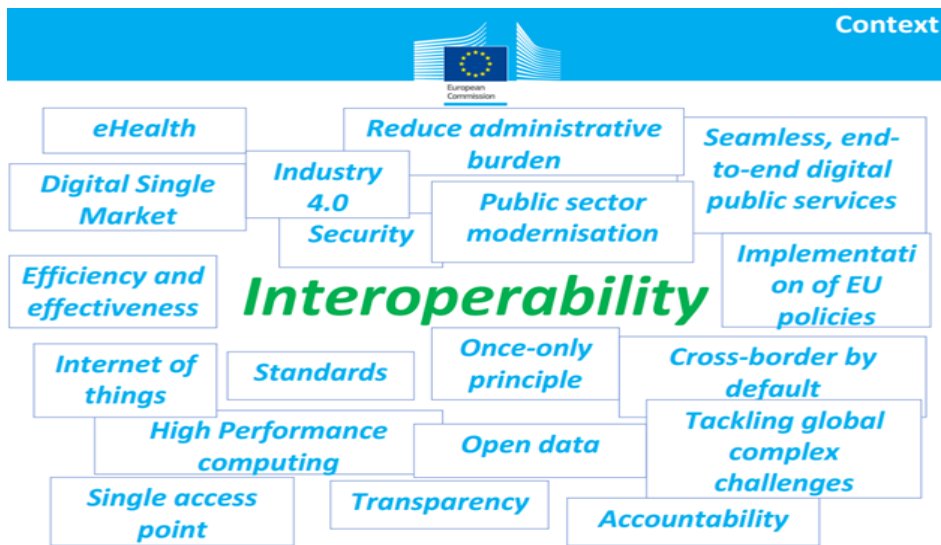 Context
European
Commission
eHealth
Reduce administrative
burden
Seamless, end-
to-end digital
public services
Digital Single
Market
Industry
4.0
Public sector
modernisation
Security
Efficiency and
effectiveness
Interoperability
Implementati
on of EU
policies
Internet of
things
Standards
Once-only
principle
Cross-border by
default
High Performance
computing
Open data
Tackling global
complex
challenges
Single access
point
Transparency
Accountability